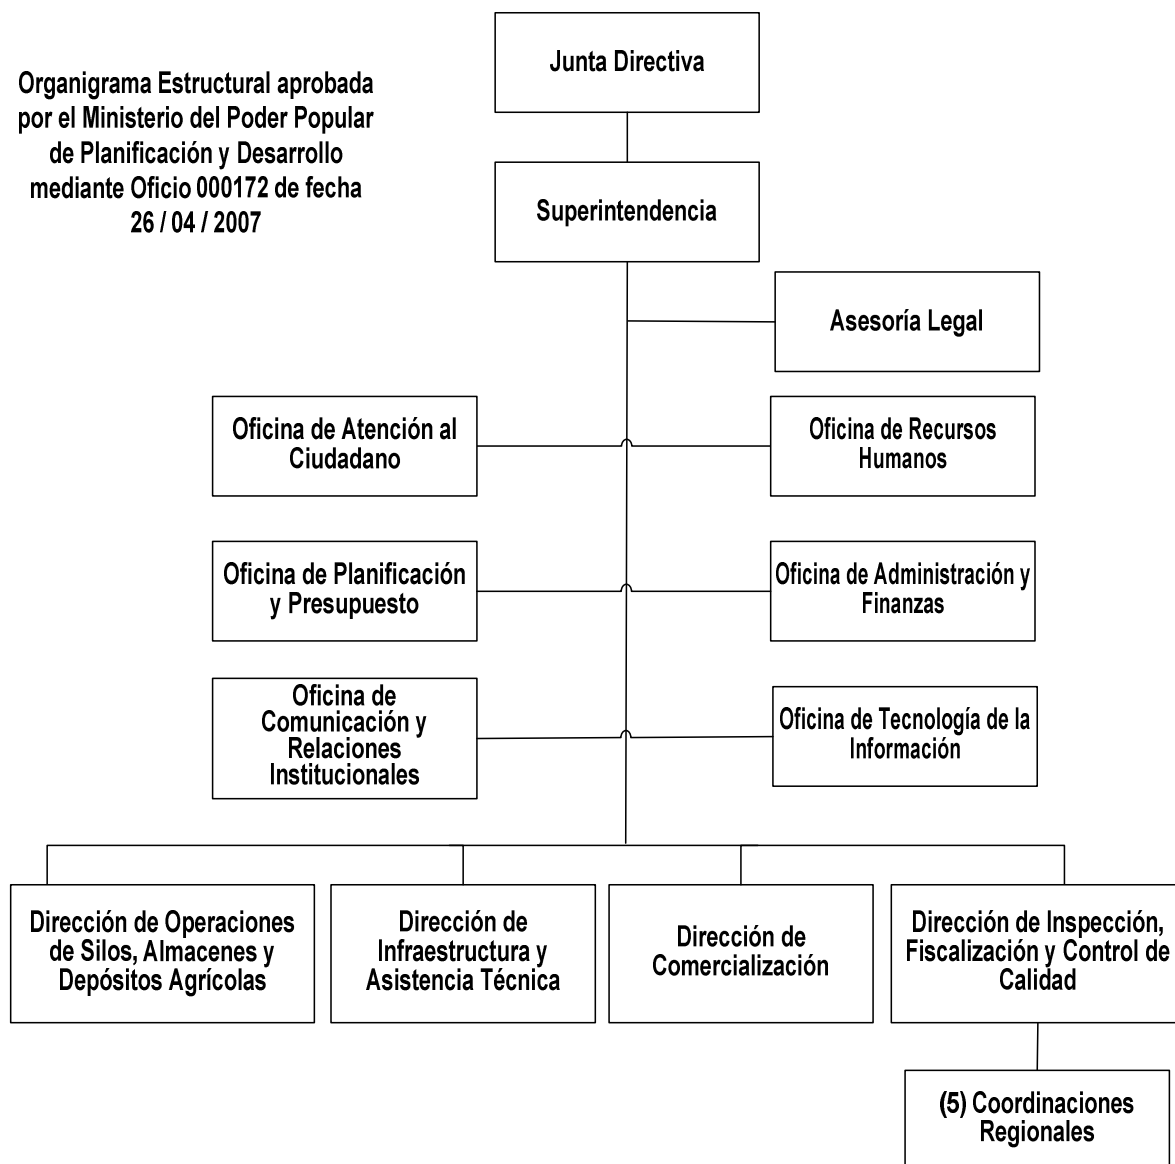 Junta Directiva
Organigrama Estructural aprobada
por el Ministerio del Poder Popular
de Planificación y Desarrollo
mediante Oficio 000172 de fecha
26 / 04 / 2007
Superintendencia
Asesoría Legal
Oficina de Atención al
Ciudadano
Oficina de Recursos
Humanos
Oficina de Planificación
y Presupuesto
Oficina de Administración y
Finanzas
Oficina de
Comunicación y
Relaciones
Institucionales
Oficina de Tecnología de la
Información
Dirección de Operaciones
de Silos, Almacenes y
Depósitos Agrícolas
Dirección de
Infraestructura y
Asistencia Técnica
Dirección de
Comercialización
Dirección de Inspección,
Fiscalización y Control de
Calidad
(5) Coordinaciones
Regionales